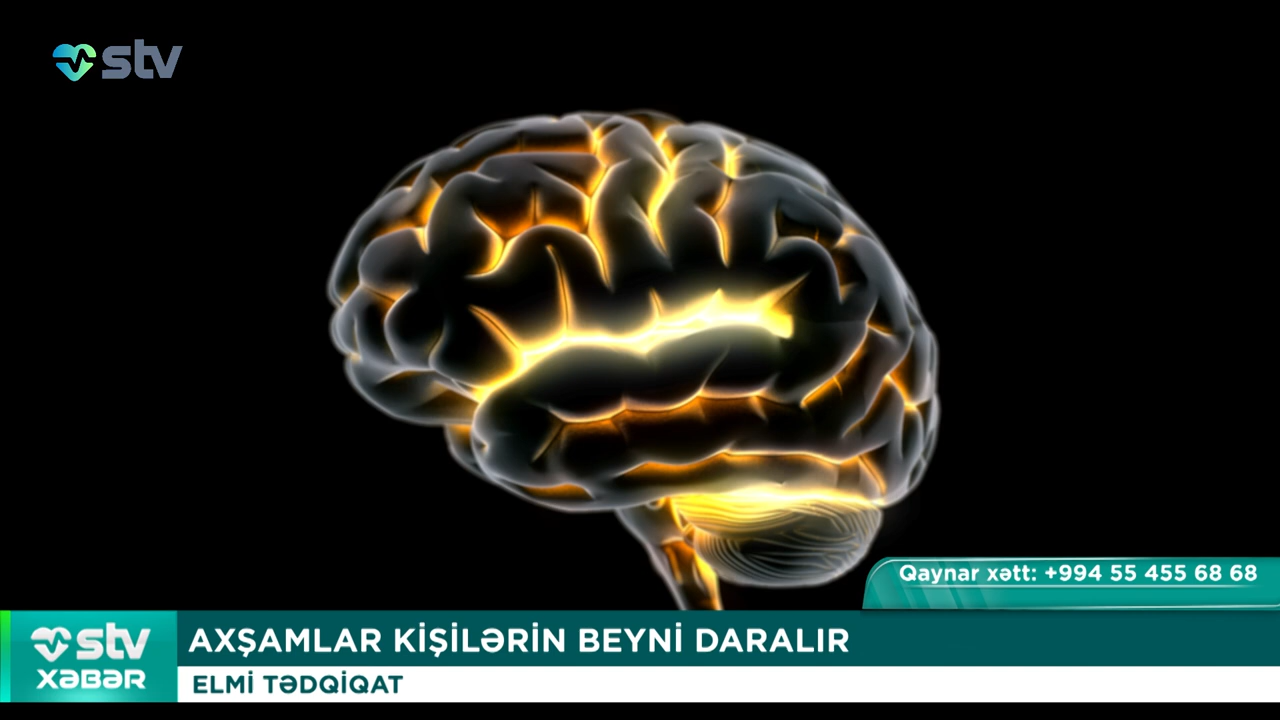 stv
Qaynar xətt: +994 55 455 68 68
stv
XƏBƏR
AXŞAMLAR KİŞİLƏRİN BEYNİ DARALIR
ELMİ TƏDQİQAT